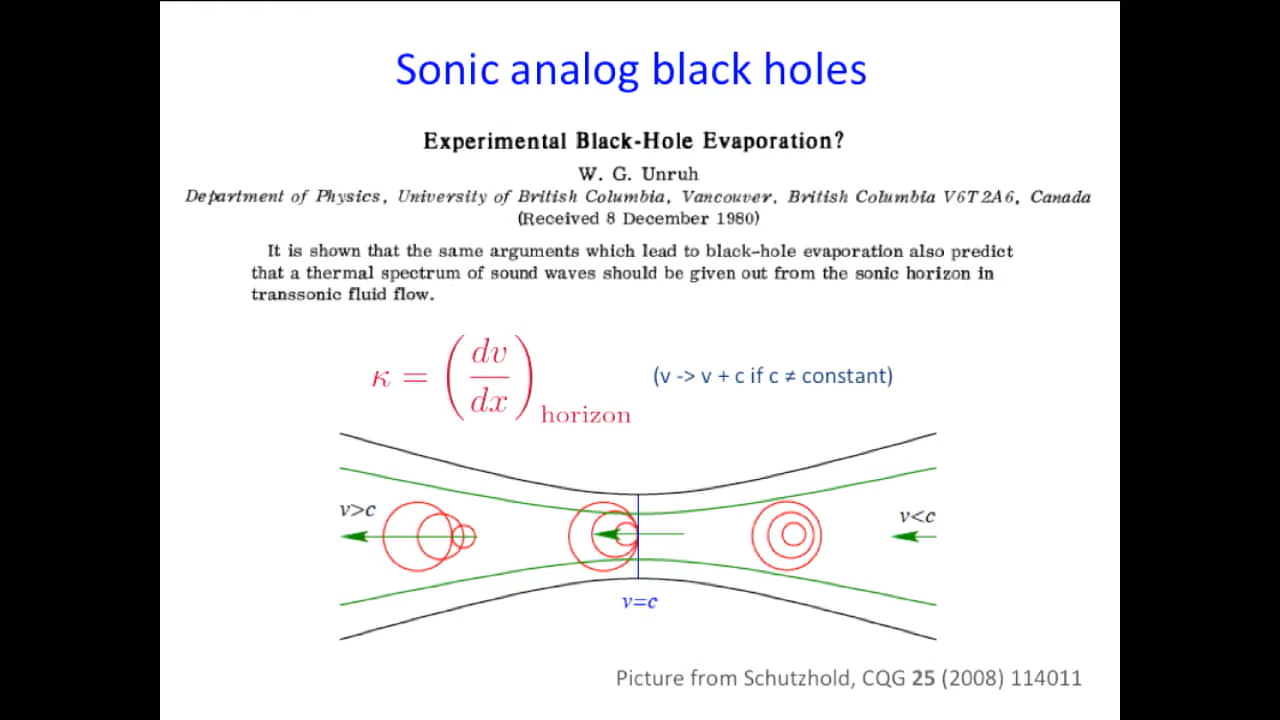 Sonic analog black holes
Experimental Black-Hole Evaporation?
W. G. Unruh
Department of Physics, University of British Columbia, Vancouver, British Columbia V6T 2A6, Canada
(Received 8 December 1980)
It is shown that the same arguments which lead to black-hole evaporation also predict
that a thermal spectrum of sound waves should be given out from the sonic horizon in
transsonic fluid flow.
κ = (dv/dx)horizon
(v -> v + c if c ≠ constant)
v>c
v<c
v=c
Picture from Schutzhold, CQG 25 (2008) 114011